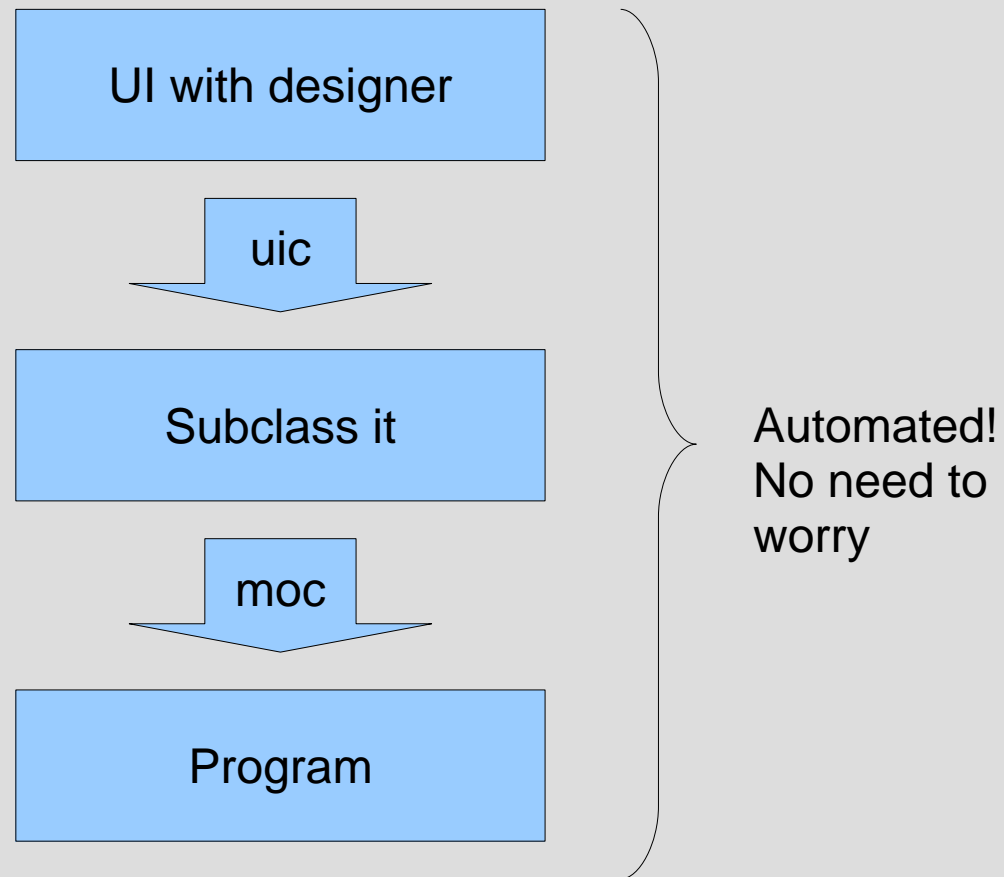 UI with designer
uic
Subclass it
moc
Program
Automated!
No need to
worry